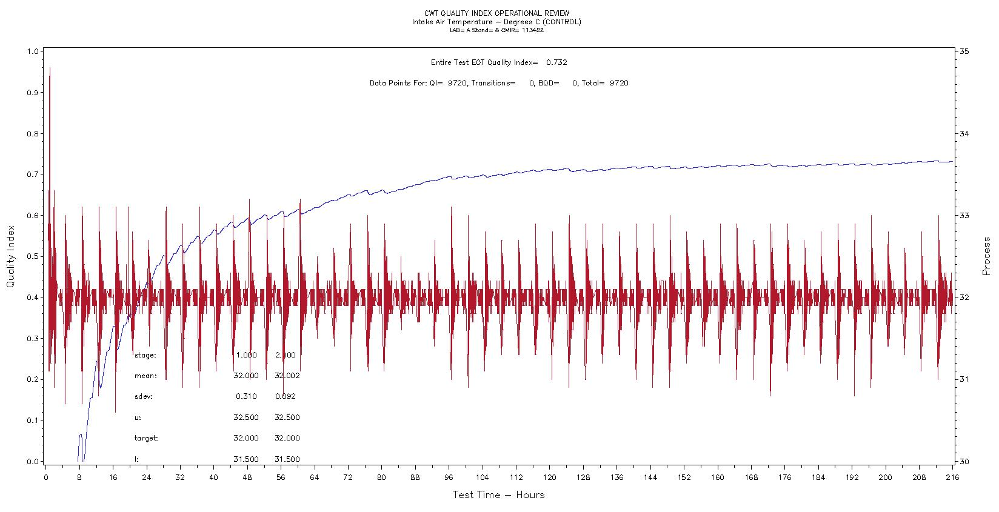 CWT QUALITY INDEX OPERATIONAL REVIEW
Intake Air Temperature − Degrees C (CONTROL)
LAB= A Stand= 8 CMIR= 113422
Entire Test EOT Quality Index= 0.732
Data Points For: QI= 9720, Transitions= 0, BQD= 0, Total= 9720
1.0
0.9
0.8
0.7
0.6
0.5
0.4
0.3
0.2
0.1
0.0
Quality Index
35
34
33
32
31
30
Process
stage: 1.000 2.000
mean: 32.000 32.002
sdev: 0.310 0.092
u: 32.500 32.500
target: 32.000 32.000
l: 31.500 31.500
0 8 16 24 32 40 48 56 64 72 80 88 96 104 112 120 128 136 144 152 160 168 176 184 192 200 208 216
Test Time − Hours